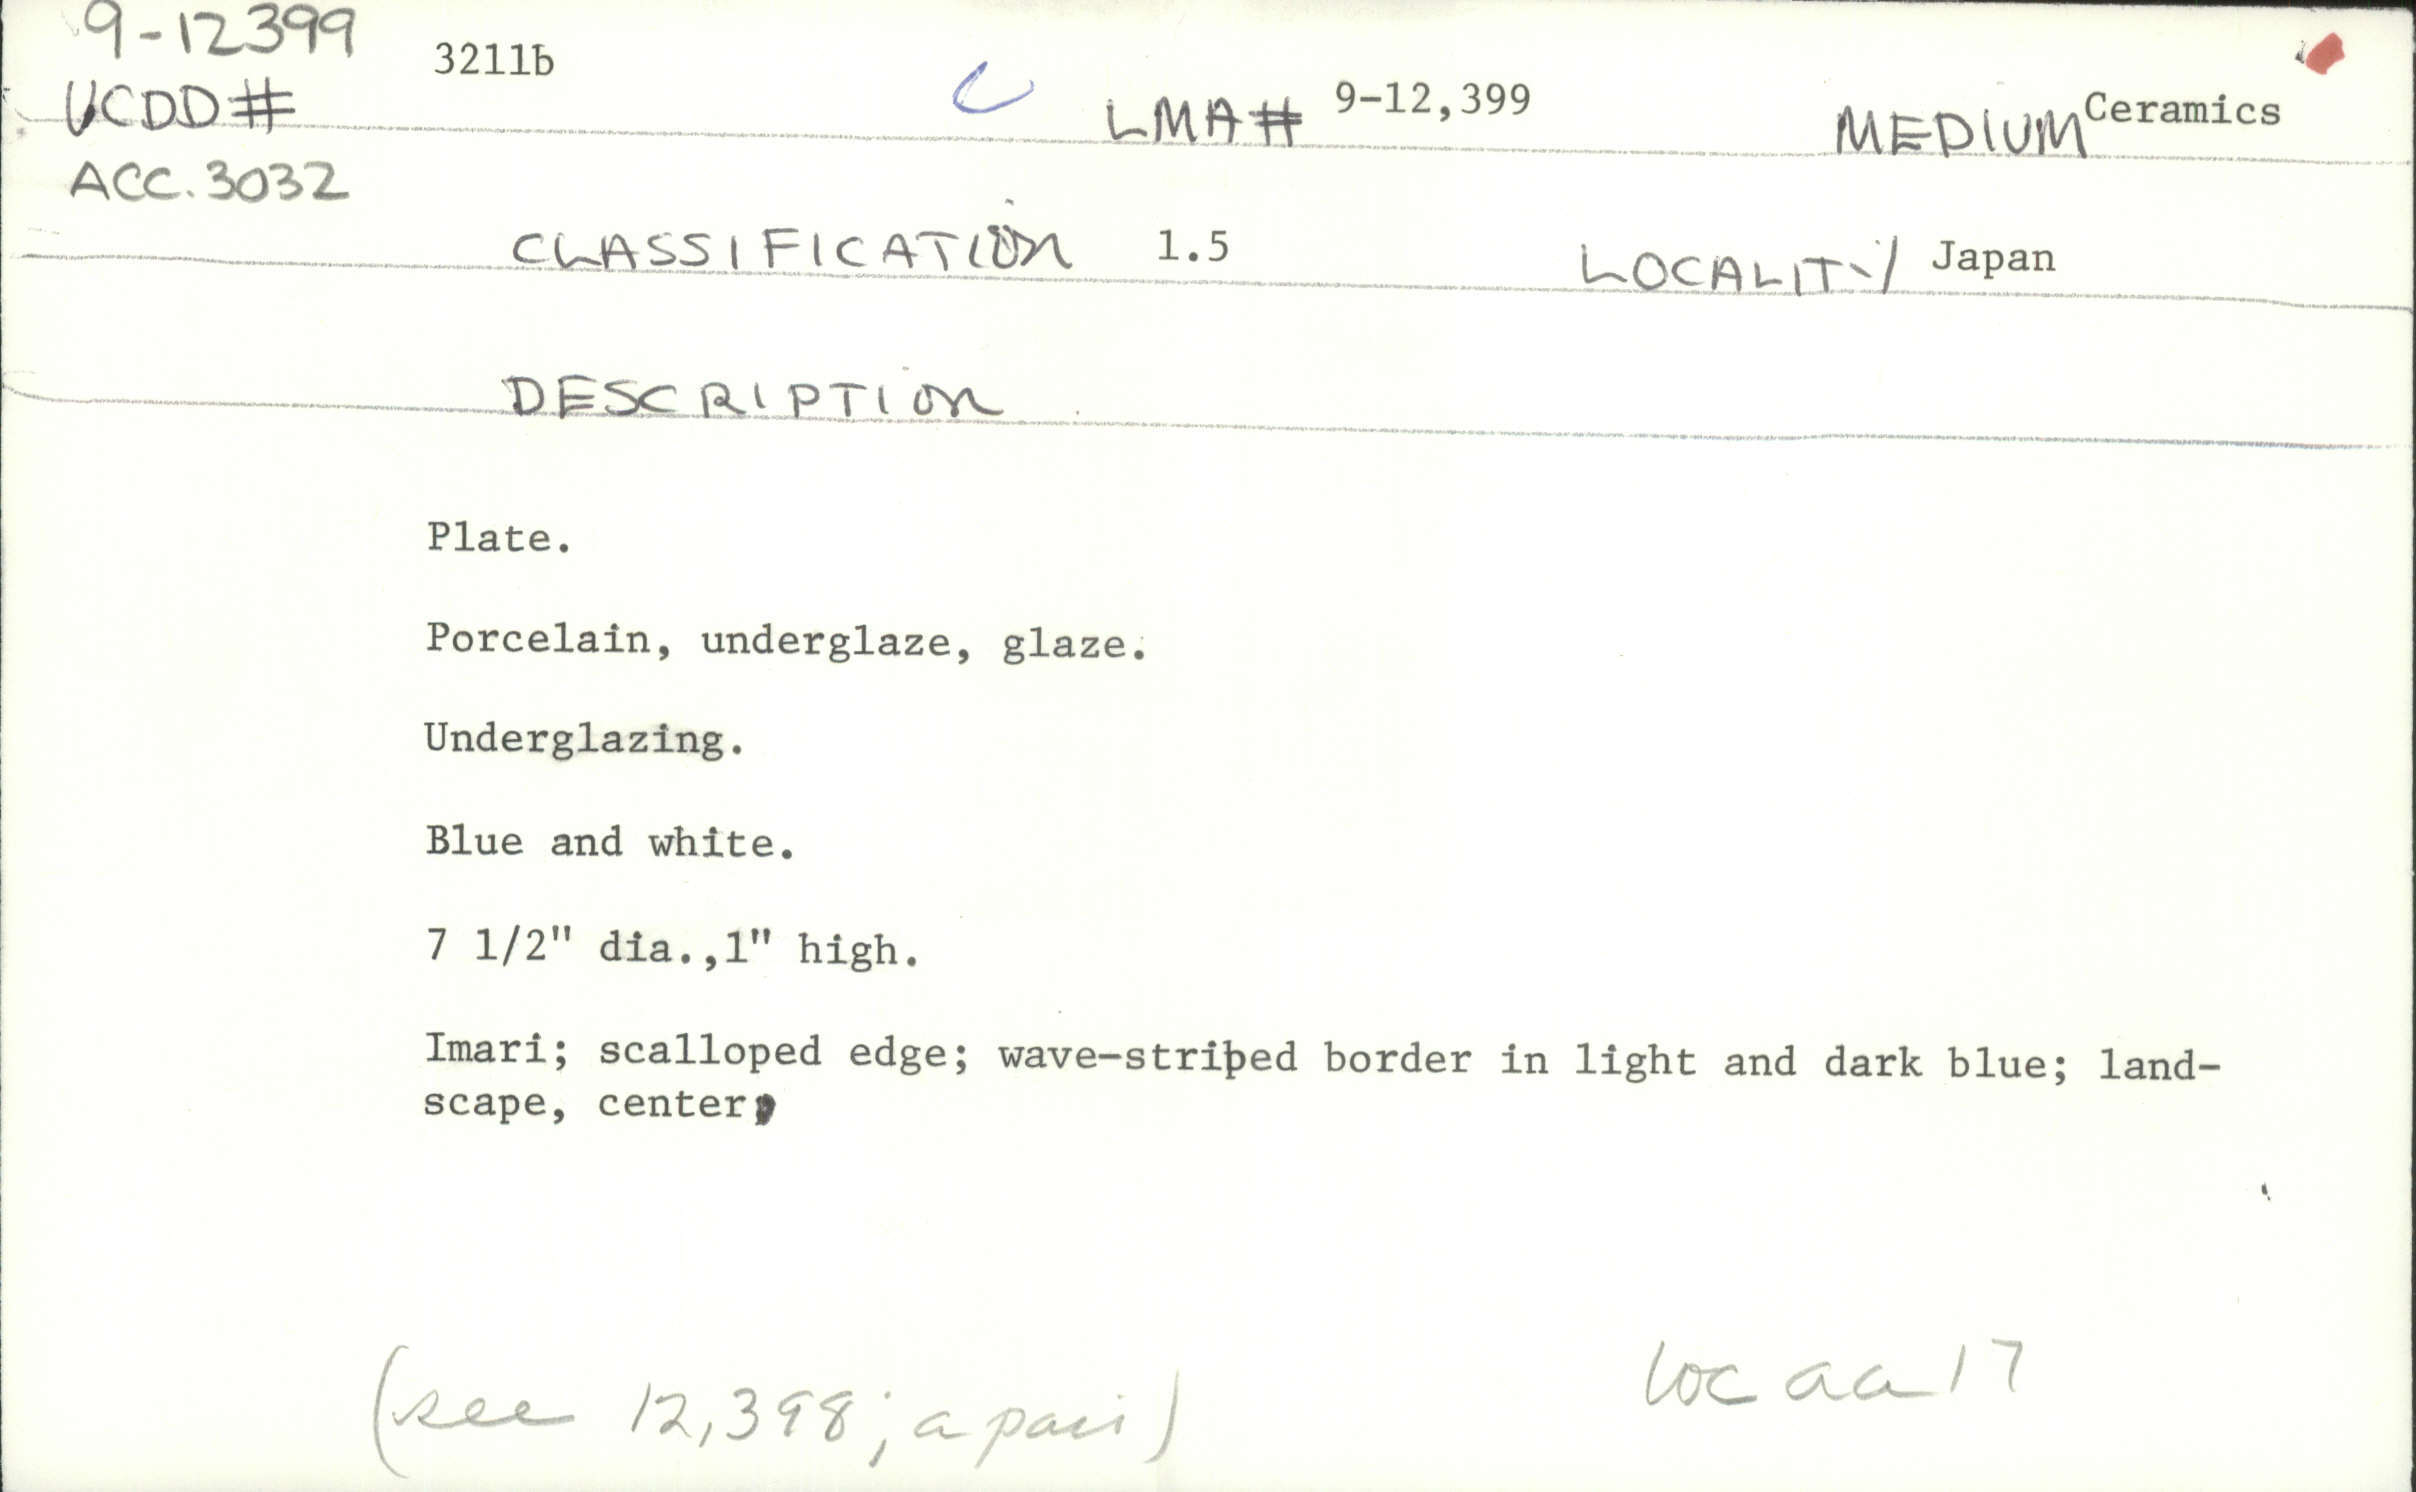 9-12399
UCDD# 3211b C LMA# 9-12,399 MEDIUM Ceramics
ACC. 3032
CLASSIFICATION 1.5 LOCALITY Japan
DESCRIPTION
Plate.
Porcelain, underglaze, glaze.
Underglazing.
Blue and white.
7 1/2" dia.,1" high.
Imari; scalloped edge; wave-striped border in light and dark blue; land-
scape, center,
(see 12,398; a pair)
loc aa 17